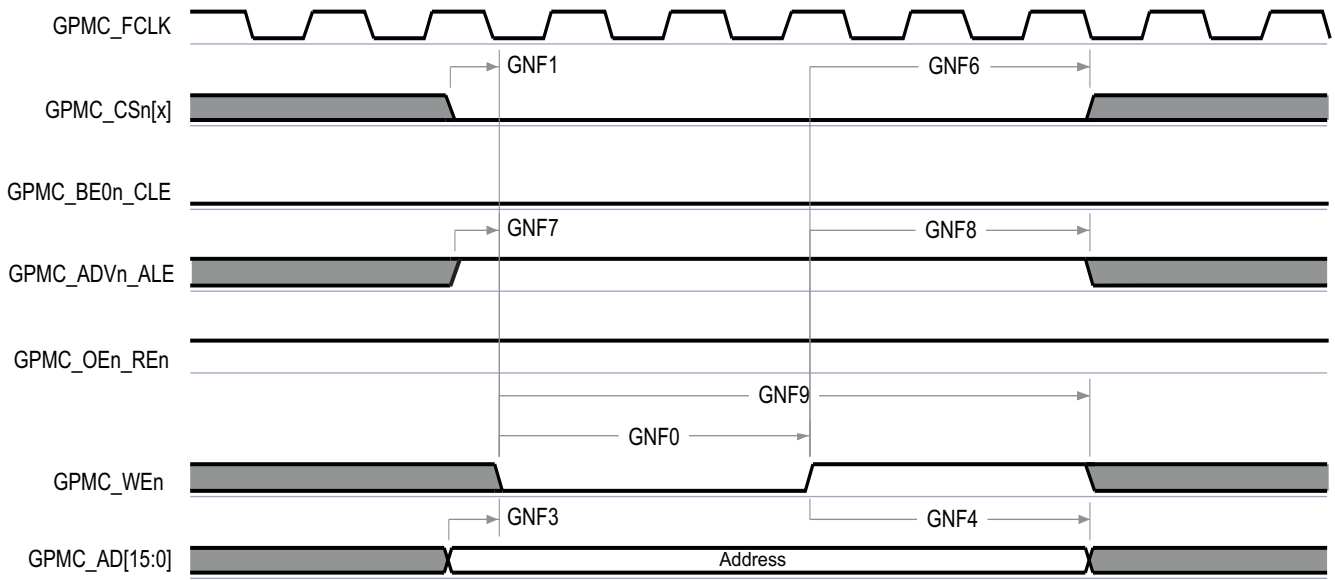 GPMC_FCLK
GNF1
GNF6
GPMC_CSn[x]
GPMC_BE0n_CLE
GNF7
GNF8
GPMC_ADVn_ALE
GPMC_OEn_REn
GNF9
GNF0
GPMC_WEn
GNF3
GNF4
GPMC_AD[15:0]
Address